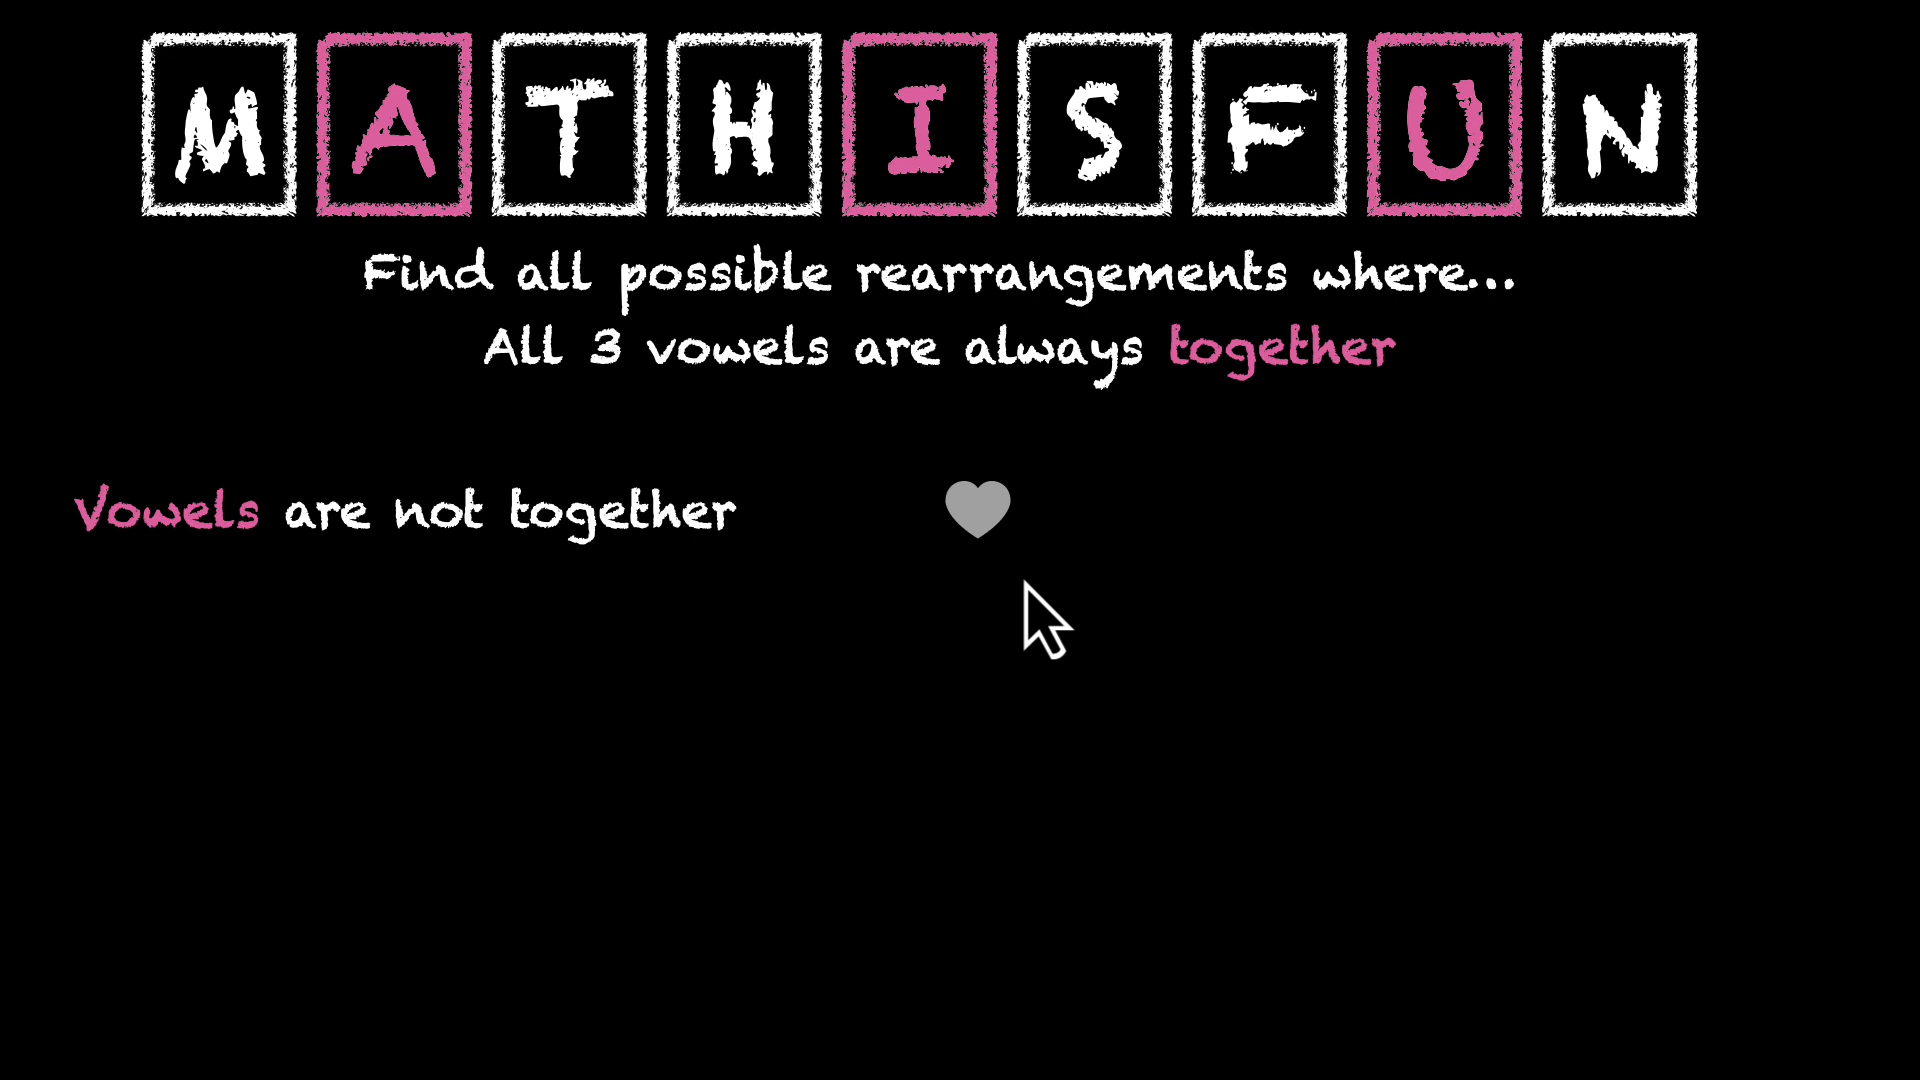 M A T H I S F U N
Find all possible rearrangements where...
All 3 vowels are always together
Vowels are not together